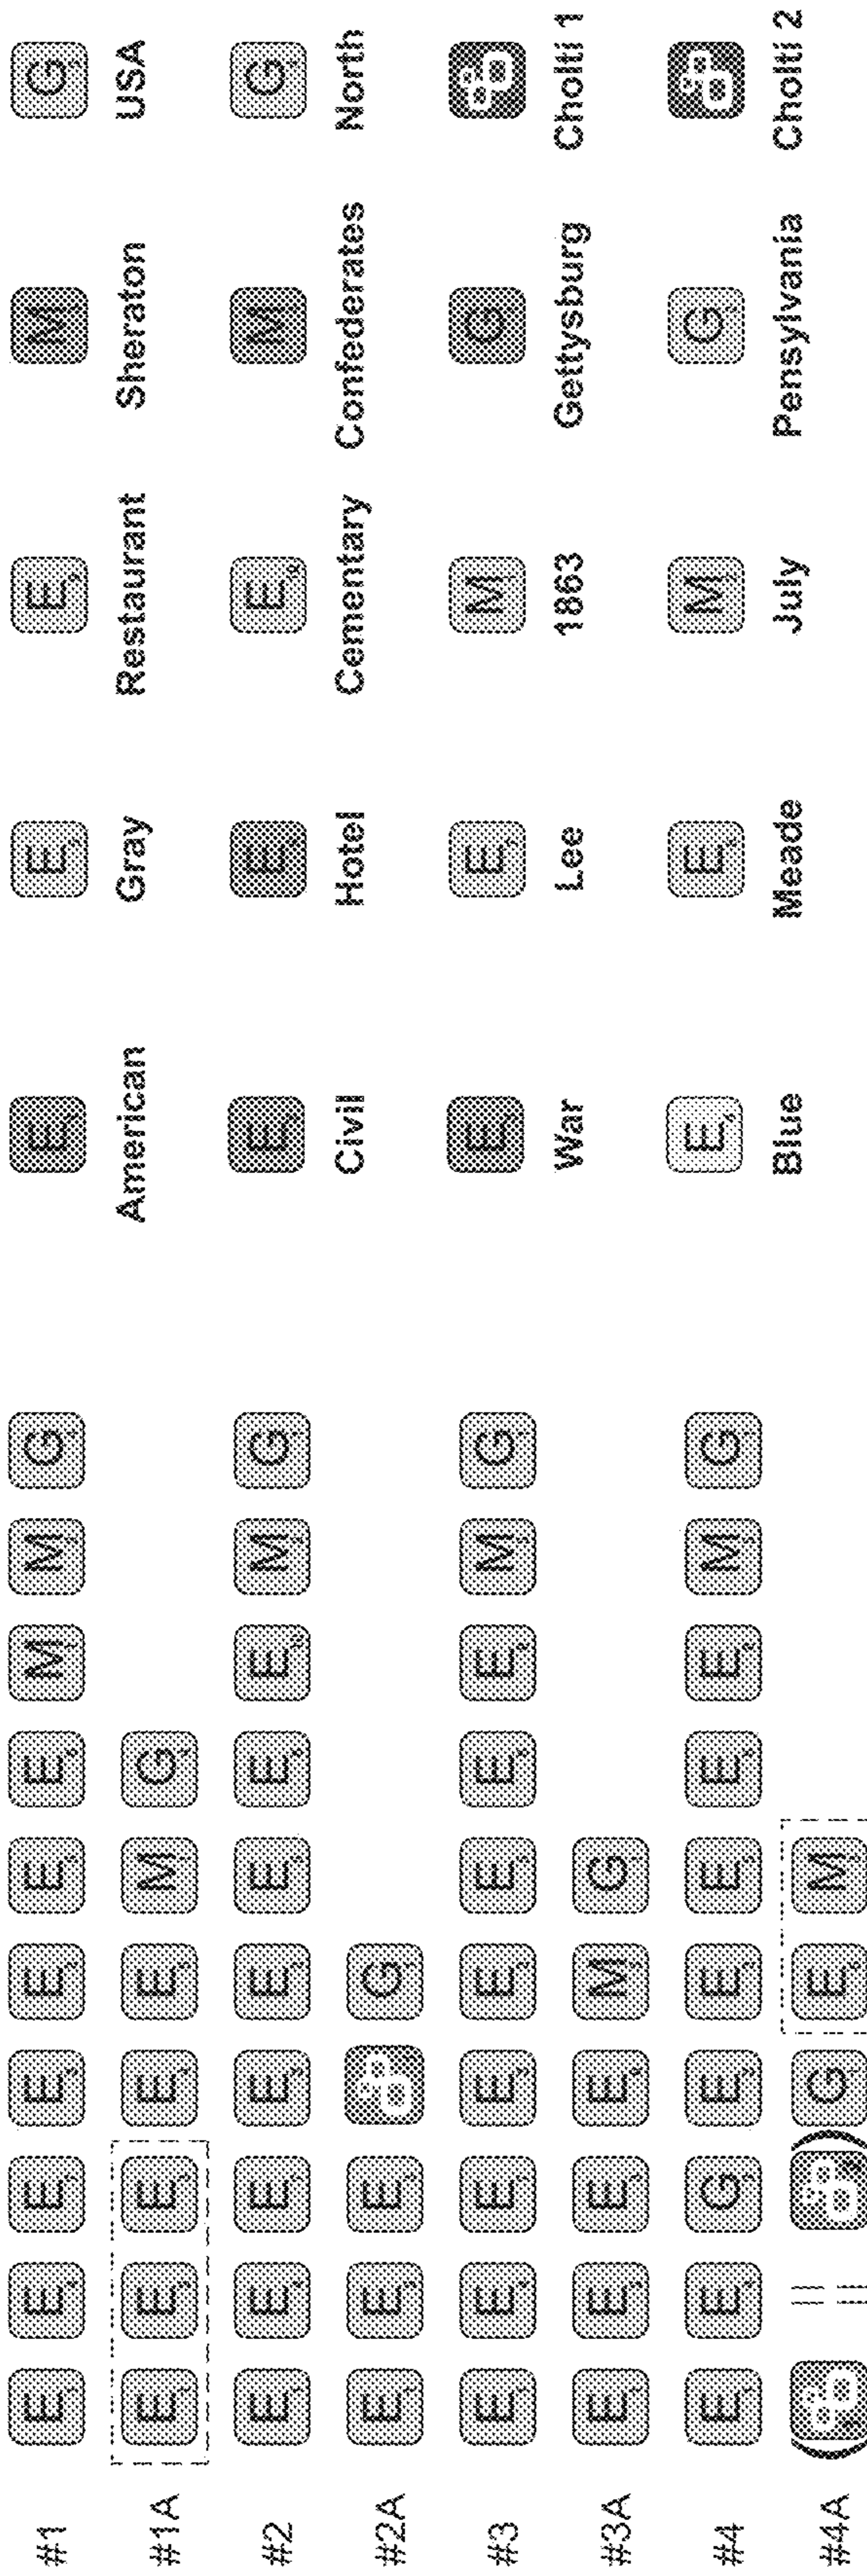 #1 E E E E E E E M M G
#1A E E E E E M G
#2 E E E E E E E E M G
#2A E E E G
#3 E E E E E E E E M G
#3A E E E E M G
#4 E E G E E E E E M G
#4A ( = ) G E M
E E E M G
American Gray Restaurant Sheraton USA
E E E M G
Civil Hotel Cementary Confederates North
E E M G
War Lee 1863 Gettysburg Cholti 1
E E M G
Blue Meade July Pensylvania Cholti 2